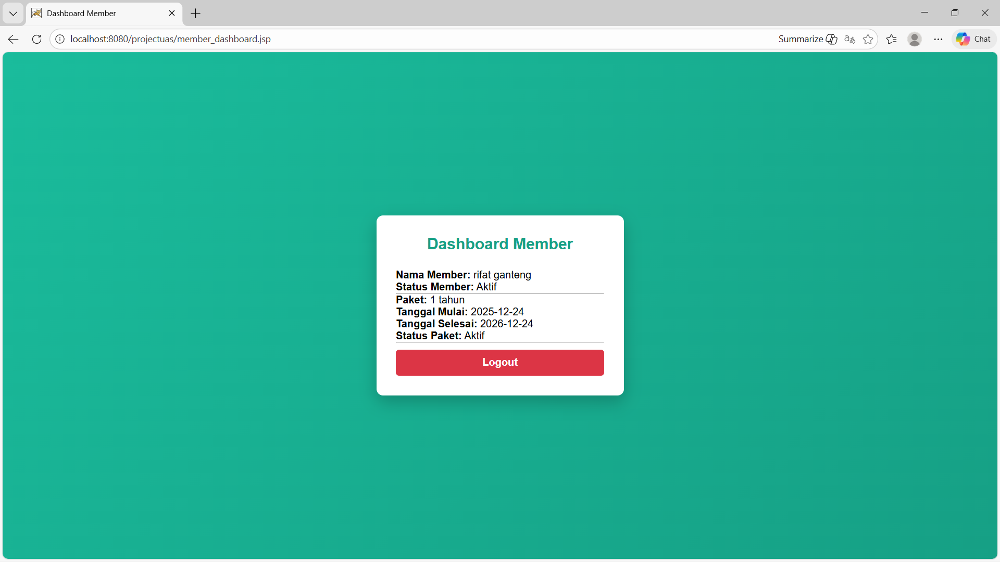 Dashboard Member
localhost:8080/projectuas/member_dashboard.jsp
Summarize
Chat
Dashboard Member
Nama Member: rifat ganteng
Status Member: Aktif
Paket: 1 tahun
Tanggal Mulai: 2025-12-24
Tanggal Selesai: 2026-12-24
Status Paket: Aktif
Logout